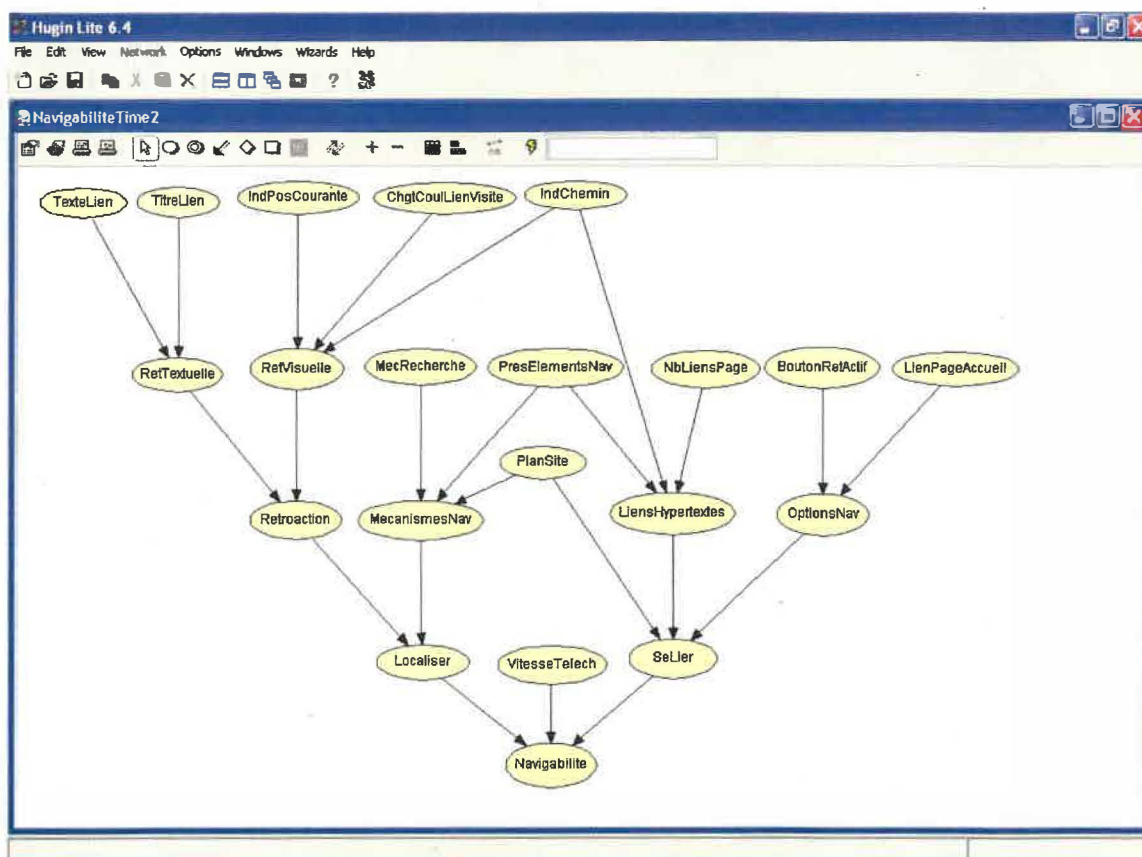 Hugin Lite 6.4
File Edit View Network Options Windows Wizards Help
NavigabiliteTime2
TexteLien TitreLien IndPosCourante ChgtCoulLienVisite IndChemin
RetTextuelle RetVisuelle MecRecherche PresElementsNav NbLiensPage BoutonRetActif LienPageAccueil
PlanSite
Retroaction MecanismesNav LiensHypertextes OptionsNav
Localiser VitesseTelech SeLier
Navigabilite